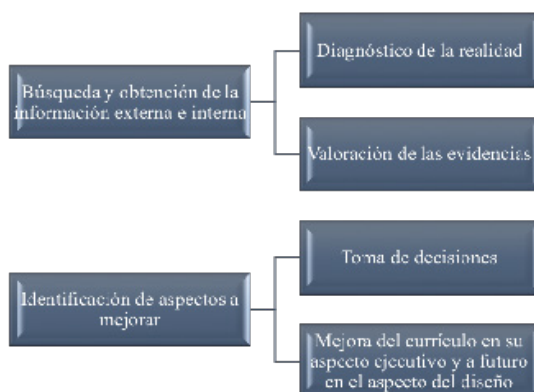 Búsqueda y obtención de la
información externa e interna
Diagnóstico de la realidad
Valoración de las evidencias
Identificación de aspectos a
mejorar
Toma de decisiones
Mejora del currículo en su
aspecto ejecutivo y a futuro
en el aspecto del diseño